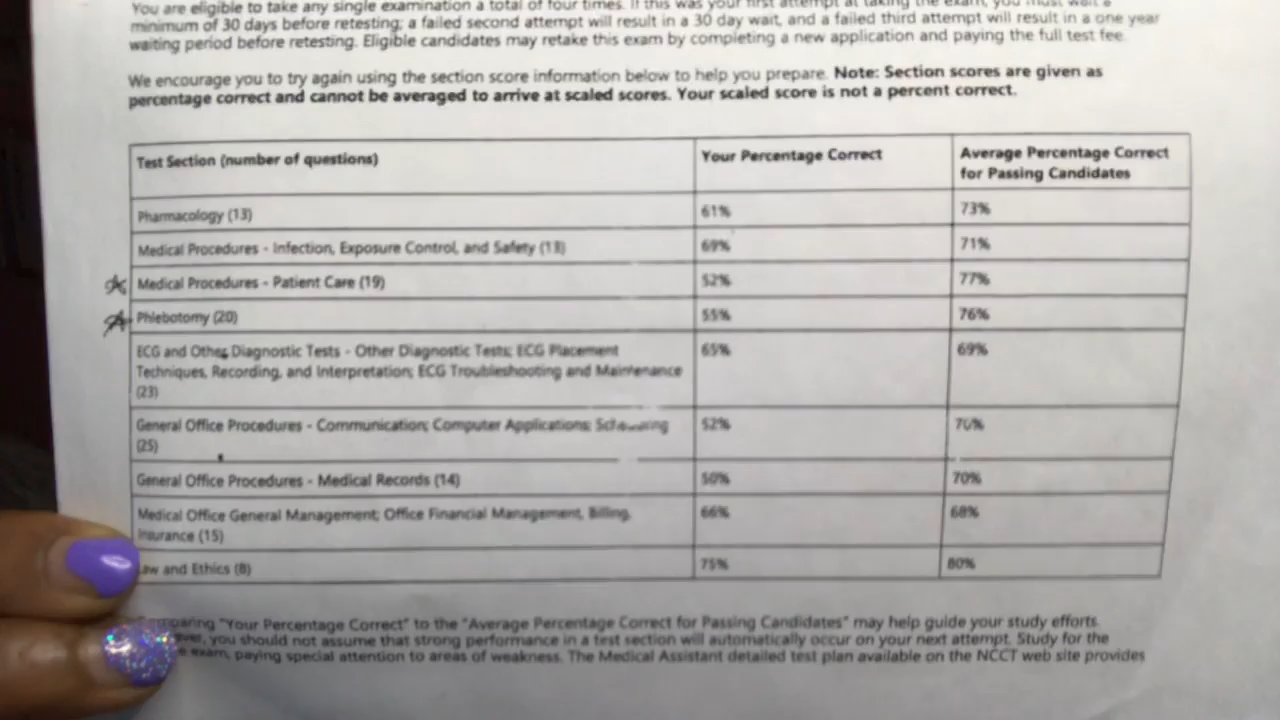 You are eligible to take any single examination a total of four times. If this was your first attempt at taking the exam, you must wait a
minimum of 30 days before retesting; a failed second attempt will result in a 30 day wait, and a failed third attempt will result in a one year
waiting period before retesting. Eligible candidates may retake this exam by completing a new application and paying the full test fee.
We encourage you to try again using the section score information below to help you prepare. Note: Section scores are given as
percentage correct and cannot be averaged to arrive at scaled scores. Your scaled score is not a percent correct.
Test Section (number of questions) Your Percentage Correct Average Percentage Correct
for Passing Candidates
Pharmacology (13) 61% 73%
Medical Procedures - Infection, Exposure Control, and Safety (13) 69% 71%
Medical Procedures - Patient Care (19) 52% 77%
Phlebotomy (20) 55% 76%
ECG and Other Diagnostic Tests - Other Diagnostic Tests; ECG Placement 65% 69%
Techniques, Recording, and Interpretation; ECG Troubleshooting and Maintenance
(23)
General Office Procedures - Communication; Computer Applications; Scheduling 52% 70%
(25)
General Office Procedures - Medical Records (14) 50% 70%
Medical Office General Management; Office Financial Management, Billing, 66% 68%
Insurance (15)
Law and Ethics (8) 75% 80%
"Your Percentage Correct" to the "Average Percentage Correct for Passing Candidates" may help guide your study efforts.
you should not assume that strong performance in a test section will automatically occur on your next attempt. Study for the
exam, paying special attention to areas of weakness. The Medical Assistant detailed test plan available on the NCCT web site provides